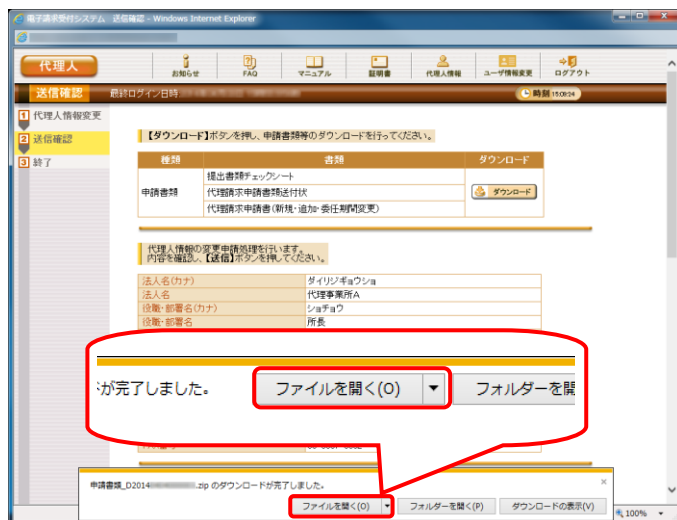 電子請求受付システム 送信確認 - Windows Internet Explorer
代理人
お知らせ
FAQ
マニュアル
証明書
代理人情報
ユーザ情報変更
ログアウト
送信確認
最終ログイン日時
時刻 15:09:24
1 代理人情報変更
2 送信確認
3 終了
【ダウンロード】ボタンを押し、申請書類等のダウンロードを行ってください。
種類 書類 ダウンロード
申請書類
提出書類チェックシート
代理請求申請書類送付状
代理請求申請書(新規・追加・委任期間変更)
ダウンロード
代理人情報の変更申請処理を行います。
内容を確認し、【送信】ボタンを押してください。
法人名(カナ) ダイリジギョウショ
法人名 代理事業所A
役職・部署名(カナ) ショチョウ
役職・部署名 所長
が完了しました。 ファイルを開く(O) ▼ フォルダーを開
申請書類_D2014 .zip のダウンロードが完了しました。
ファイルを開く(O) ▼ フォルダーを開く(P) ダウンロードの表示(V)
100%